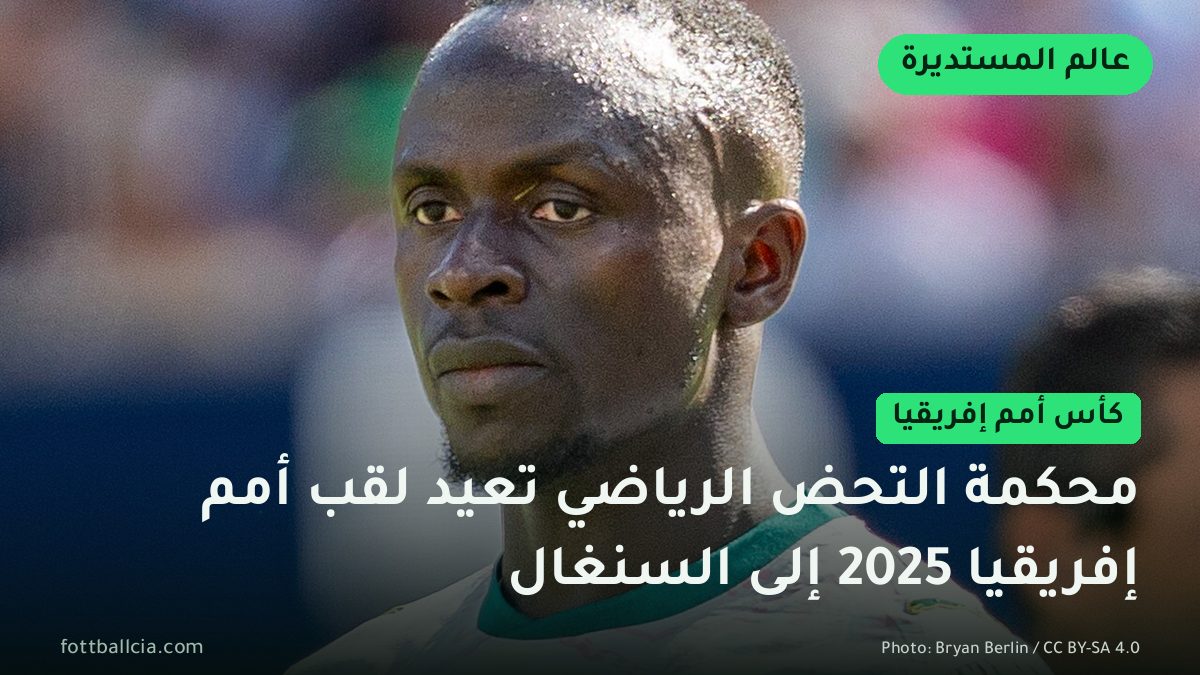 عالم المستديرة
كأس أمم إفريقيا
محكمة التحض الرياضي تعيد لقب أمم
إفريقيا 2025 إلى السنغال
fottballcia.com
Photo: Bryan Berlin / CC BY-SA 4.0